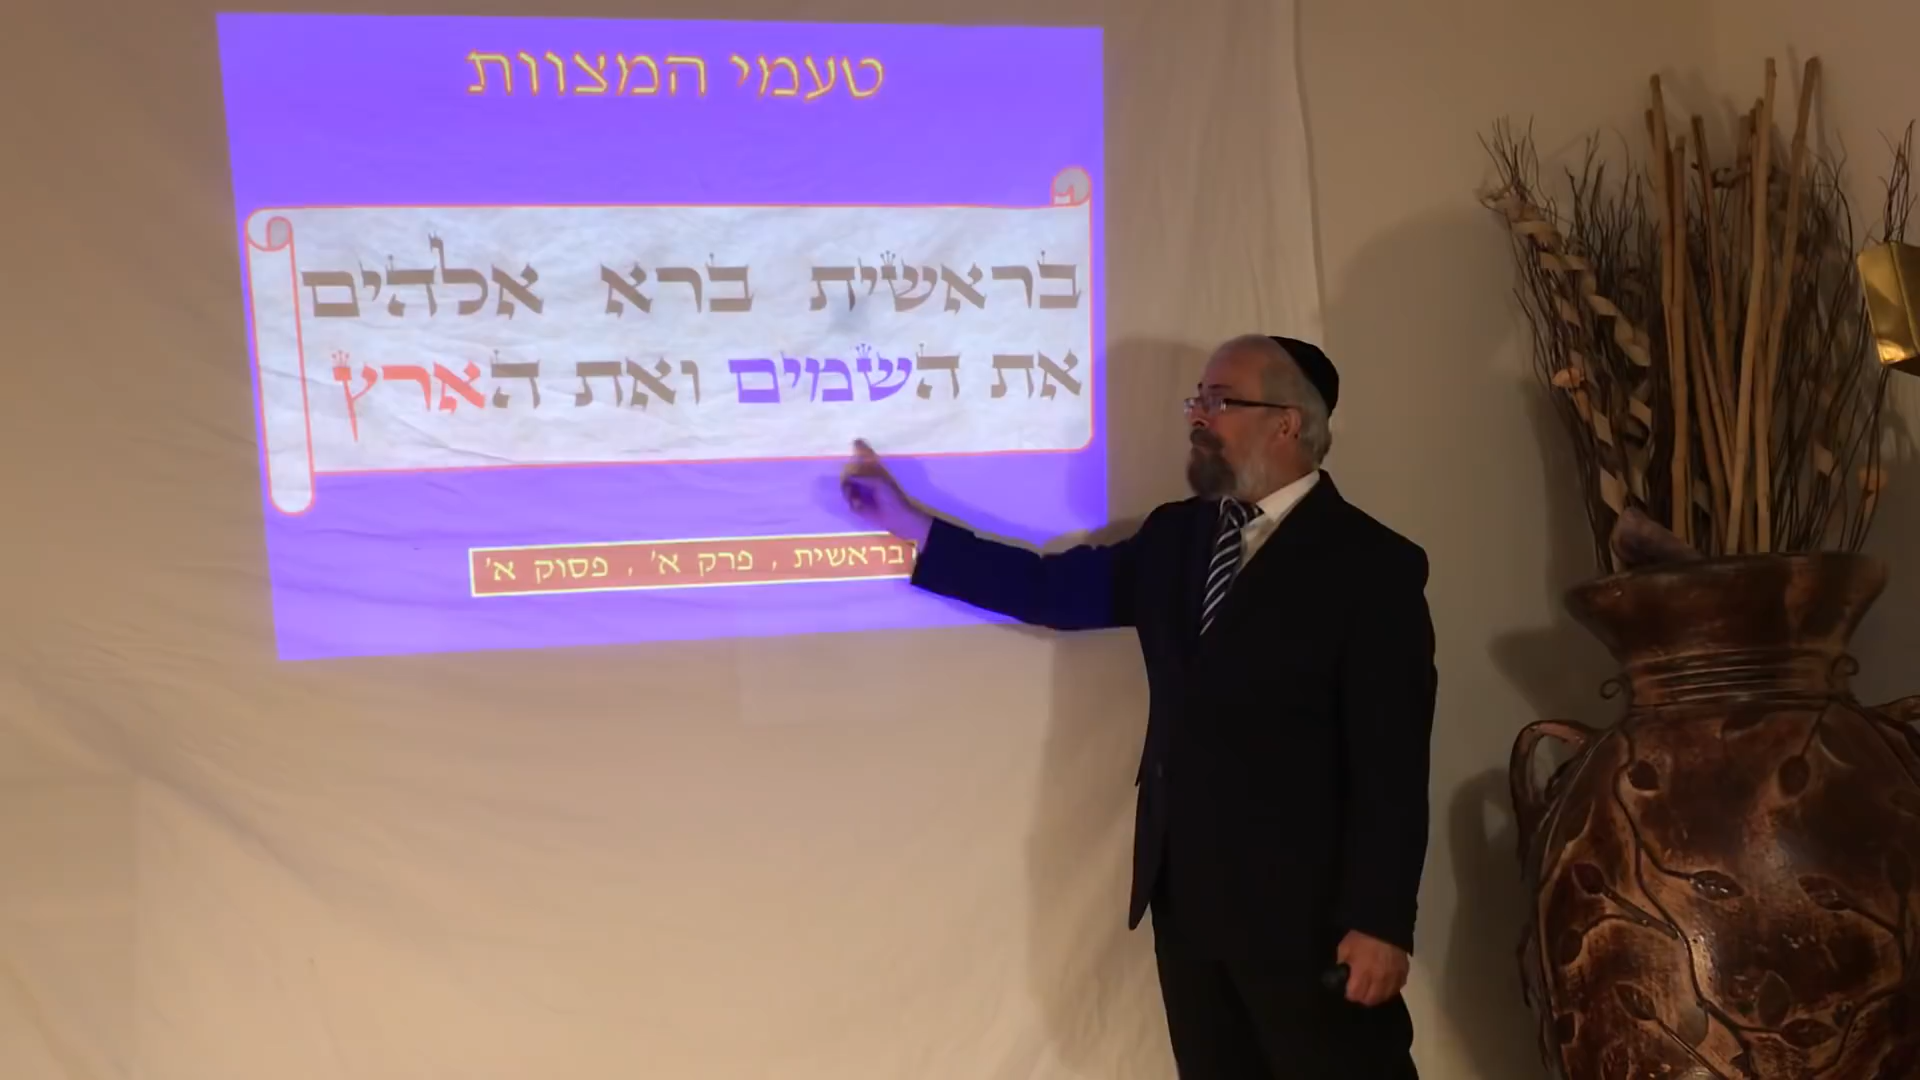 טעמי המצוות
בראשית ברא אלהים
את השמים ואת הארץ
בראשית , פרק א' , פסוק א'